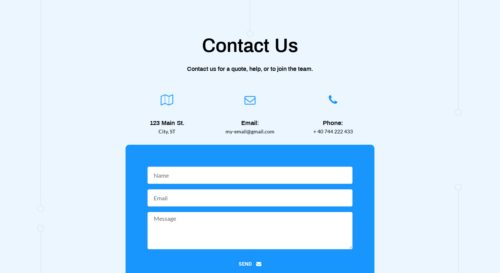 Contact Us
Contact us for a quote, help, or to join the team.
123 Main St.
City, ST
Email:
my-email@gmail.com
Phone:
+ 40 744 222 433
Name
Email
Message
SEND